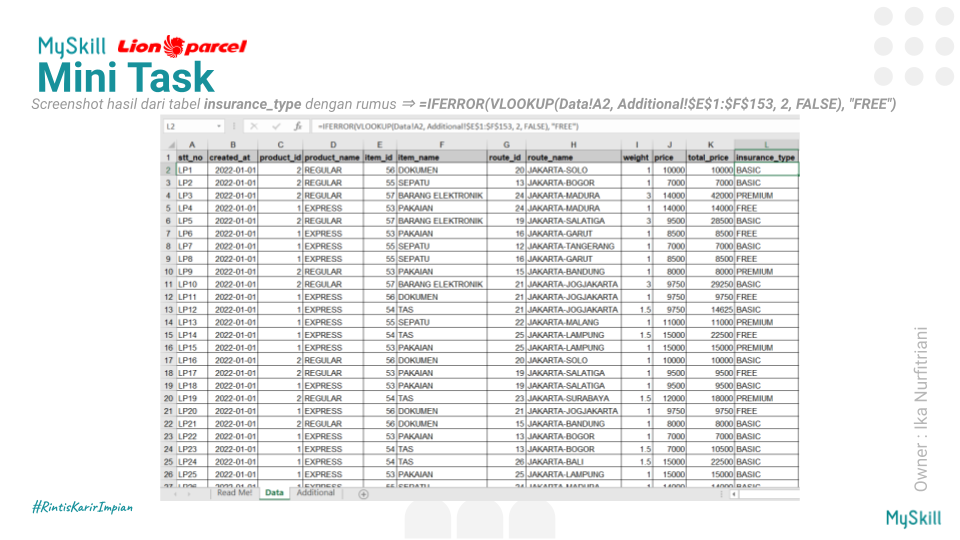 MySkill Lion parcel
Mini Task
Screenshot hasil dari tabel insurance_type dengan rumus ⇒ =IFERROR(VLOOKUP(Data!A2, Additional!$E$1:$F$153, 2, FALSE), "FREE")
L2 fx =IFERROR(VLOOKUP(Data!A2, Additional!$E$1:$F$153, 2, FALSE), "FREE")
A B C D E F G H I J K L
1 stt_no created_at product_id product_name item_id item_name route_id route_name weight price total_price insurance_type
2 LP1 2022-01-01 2 REGULAR 56 DOKUMEN 20 JAKARTA-SOLO 1 10000 10000 BASIC
3 LP2 2022-01-01 2 REGULAR 55 SEPATU 13 JAKARTA-BOGOR 1 7000 7000 BASIC
4 LP3 2022-01-01 2 REGULAR 57 BARANG ELEKTRONIK 24 JAKARTA-MADURA 3 14000 42000 PREMIUM
5 LP4 2022-01-01 1 EXPRESS 53 PAKAIAN 24 JAKARTA-MADURA 1 14000 14000 FREE
6 LP5 2022-01-01 2 REGULAR 57 BARANG ELEKTRONIK 19 JAKARTA-SALATIGA 3 9500 28500 BASIC
7 LP6 2022-01-01 1 EXPRESS 53 PAKAIAN 16 JAKARTA-GARUT 1 8500 8500 FREE
8 LP7 2022-01-01 1 EXPRESS 55 SEPATU 12 JAKARTA-TANGERANG 1 7000 7000 BASIC
9 LP8 2022-01-01 1 EXPRESS 55 SEPATU 16 JAKARTA-GARUT 1 8500 8500 FREE
10 LP9 2022-01-01 2 REGULAR 53 PAKAIAN 15 JAKARTA-BANDUNG 1 8000 8000 PREMIUM
11 LP10 2022-01-01 2 REGULAR 57 BARANG ELEKTRONIK 21 JAKARTA-JOGJAKARTA 3 9750 29250 BASIC
12 LP11 2022-01-01 1 EXPRESS 56 DOKUMEN 21 JAKARTA-JOGJAKARTA 1 9750 9750 FREE
13 LP12 2022-01-01 1 EXPRESS 54 TAS 21 JAKARTA-JOGJAKARTA 1.5 9750 14625 BASIC
14 LP13 2022-01-01 1 EXPRESS 55 SEPATU 22 JAKARTA-MALANG 1 11000 11000 PREMIUM
15 LP14 2022-01-01 1 EXPRESS 54 TAS 25 JAKARTA-LAMPUNG 1.5 15000 22500 FREE
16 LP15 2022-01-01 1 EXPRESS 53 PAKAIAN 25 JAKARTA-LAMPUNG 1 15000 15000 PREMIUM
17 LP16 2022-01-01 2 REGULAR 56 DOKUMEN 20 JAKARTA-SOLO 1 10000 10000 BASIC
18 LP17 2022-01-01 2 REGULAR 53 PAKAIAN 19 JAKARTA-SALATIGA 1 9500 9500 FREE
19 LP18 2022-01-01 1 EXPRESS 53 PAKAIAN 19 JAKARTA-SALATIGA 1 9500 9500 BASIC
20 LP19 2022-01-01 2 REGULAR 54 TAS 23 JAKARTA-SURABAYA 1.5 12000 18000 PREMIUM
21 LP20 2022-01-01 1 EXPRESS 56 DOKUMEN 21 JAKARTA-JOGJAKARTA 1 9750 9750 FREE
22 LP21 2022-01-01 2 REGULAR 56 DOKUMEN 15 JAKARTA-BANDUNG 1 8000 8000 BASIC
23 LP22 2022-01-01 1 EXPRESS 53 PAKAIAN 13 JAKARTA-BOGOR 1 7000 7000 BASIC
24 LP23 2022-01-01 1 EXPRESS 54 TAS 13 JAKARTA-BOGOR 1.5 7000 10500 BASIC
25 LP24 2022-01-01 1 EXPRESS 54 TAS 26 JAKARTA-BALI 1.5 15000 22500 BASIC
26 LP25 2022-01-01 1 EXPRESS 53 PAKAIAN 25 JAKARTA-LAMPUNG 1 15000 15000 BASIC
Read Me! Data Additional
Owner : Ika Nurfitriani
#RintisKarirImpian
MySkill